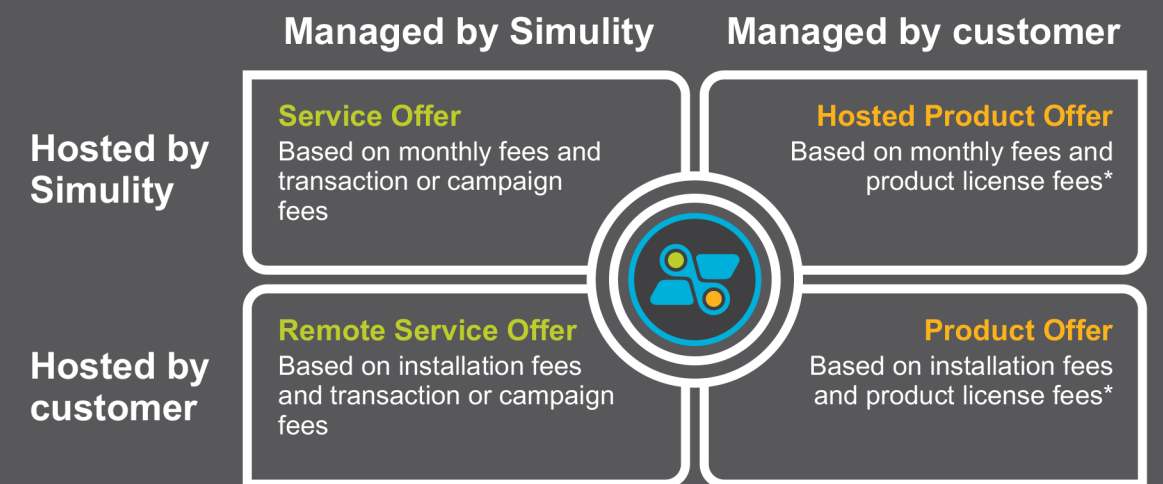 Managed by Simulity
Managed by customer
Hosted by
Simulity
Service Offer
Based on monthly fees and
transaction or campaign
fees
Hosted Product Offer
Based on monthly fees and
product license fees*
Hosted by
customer
Remote Service Offer
Based on installation fees
and transaction or campaign
fees
Product Offer
Based on installation fees
and product license fees*